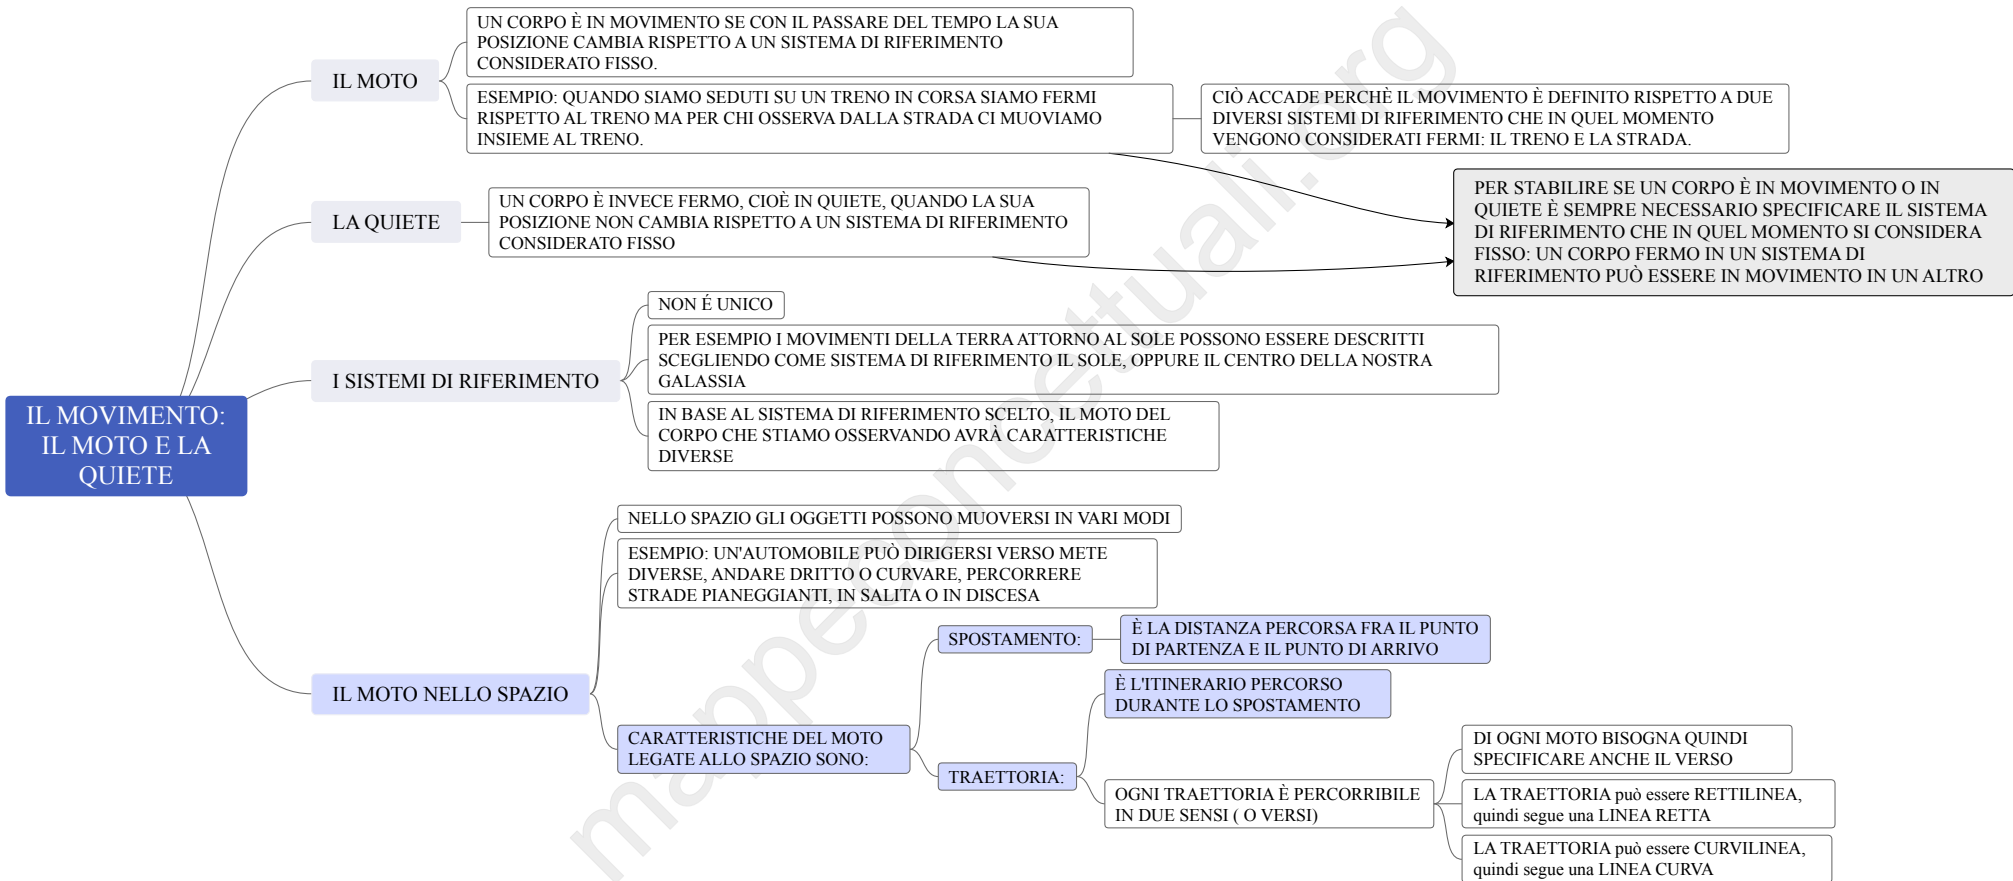 IL MOVIMENTO:
IL MOTO E LA
QUIETE
IL MOTO
UN CORPO È IN MOVIMENTO SE CON IL PASSARE DEL TEMPO LA SUA
POSIZIONE CAMBIA RISPETTO A UN SISTEMA DI RIFERIMENTO
CONSIDERATO FISSO.
ESEMPIO: QUANDO SIAMO SEDUTI SU UN TRENO IN CORSA SIAMO FERMI
RISPETTO AL TRENO MA PER CHI OSSERVA DALLA STRADA CI MUOVIAMO
INSIEME AL TRENO.
CIÒ ACCADE PERCHÈ IL MOVIMENTO È DEFINITO RISPETTO A DUE
DIVERSI SISTEMI DI RIFERIMENTO CHE IN QUEL MOMENTO
VENGONO CONSIDERATI FERMI: IL TRENO E LA STRADA.
LA QUIETE
UN CORPO È INVECE FERMO, CIOÈ IN QUIETE, QUANDO LA SUA
POSIZIONE NON CAMBIA RISPETTO A UN SISTEMA DI RIFERIMENTO
CONSIDERATO FISSO
PER STABILIRE SE UN CORPO È IN MOVIMENTO O IN
QUIETE È SEMPRE NECESSARIO SPECIFICARE IL SISTEMA
DI RIFERIMENTO CHE IN QUEL MOMENTO SI CONSIDERA
FISSO: UN CORPO FERMO IN UN SISTEMA DI
RIFERIMENTO PUÒ ESSERE IN MOVIMENTO IN UN ALTRO
I SISTEMI DI RIFERIMENTO
NON É UNICO
PER ESEMPIO I MOVIMENTI DELLA TERRA ATTORNO AL SOLE POSSONO ESSERE DESCRITTI
SCEGLIENDO COME SISTEMA DI RIFERIMENTO IL SOLE, OPPURE IL CENTRO DELLA NOSTRA
GALASSIA
IN BASE AL SISTEMA DI RIFERIMENTO SCELTO, IL MOTO DEL
CORPO CHE STIAMO OSSERVANDO AVRÀ CARATTERISTICHE
DIVERSE
IL MOTO NELLO SPAZIO
NELLO SPAZIO GLI OGGETTI POSSONO MUOVERSI IN VARI MODI
ESEMPIO: UN'AUTOMOBILE PUÒ DIRIGERSI VERSO METE
DIVERSE, ANDARE DRITTO O CURVARE, PERCORRERE
STRADE PIANEGGIANTI, IN SALITA O IN DISCESA
CARATTERISTICHE DEL MOTO
LEGATE ALLO SPAZIO SONO:
SPOSTAMENTO:
È LA DISTANZA PERCORSA FRA IL PUNTO
DI PARTENZA E IL PUNTO DI ARRIVO
TRAETTORIA:
È L'ITINERARIO PERCORSO
DURANTE LO SPOSTAMENTO
OGNI TRAETTORIA È PERCORRIBILE
IN DUE SENSI ( O VERSI)
DI OGNI MOTO BISOGNA QUINDI
SPECIFICARE ANCHE IL VERSO
LA TRAETTORIA può essere RETTILINEA,
quindi segue una LINEA RETTA
LA TRAETTORIA può essere CURVILINEA,
quindi segue una LINEA CURVA
mappeconcettuali.org